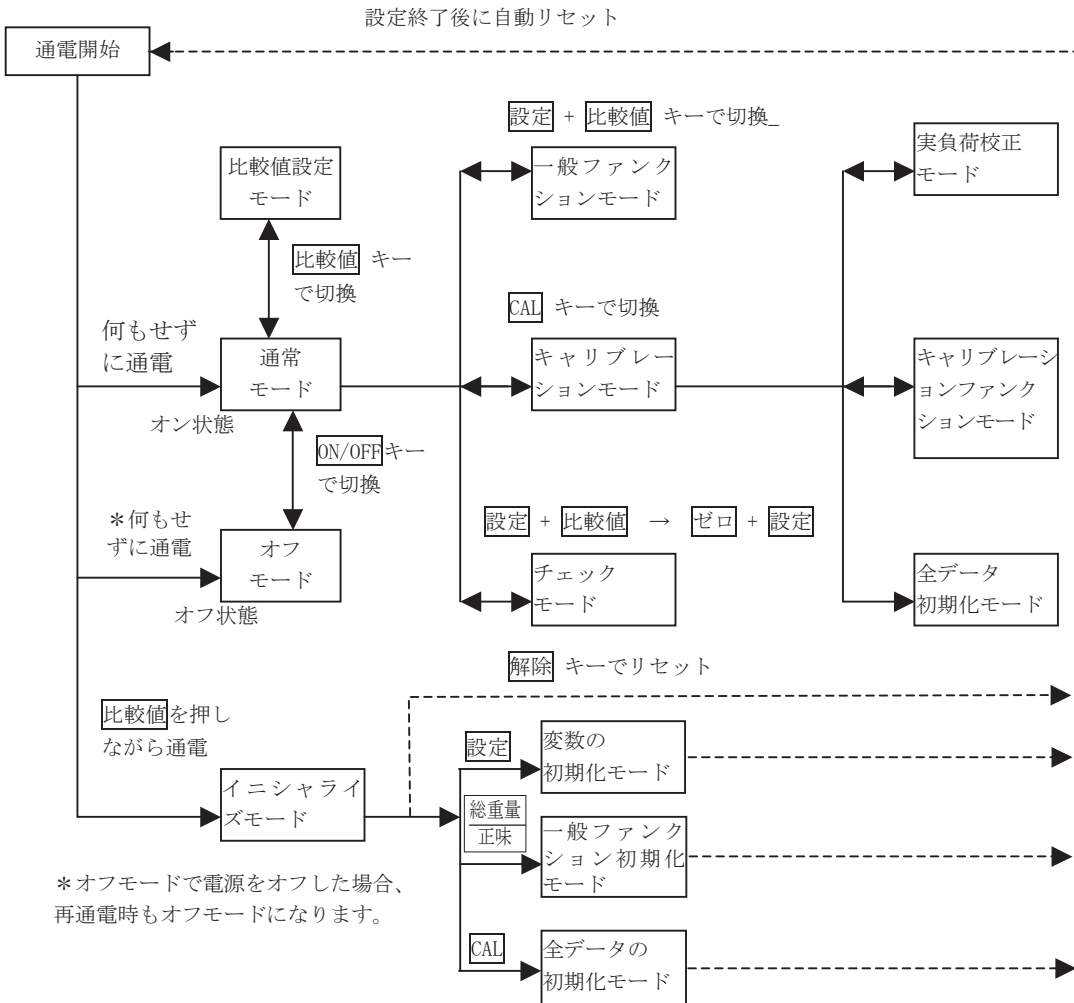 設定終了後に自動リセット
通電開始
設定 + 比較値 キーで切換_
比較値設定
モード
一般ファンク
ションモード
実負荷校正
モード
比較値 キー
で切換
何もせず
に通電
通常
モード
オン状態
CAL キーで切換
キャリブレー
ションモード
キャリブレーシ
ョンファンク
ションモード
ON/OFFキー
で切換
*何もせ
ずに通電
オフ
モード
オフ状態
設定 + 比較値 → ゼロ + 設定
チェック
モード
全データ
初期化モード
解除 キーでリセット
比較値を押し
ながら通電
イニシャライ
ズモード
設定
変数の
初期化モード
総重量
正味
一般ファンク
ション初期化
モード
*オフモードで電源をオフした場合、
再通電時もオフモードになります。
CAL
全データの
初期化モード